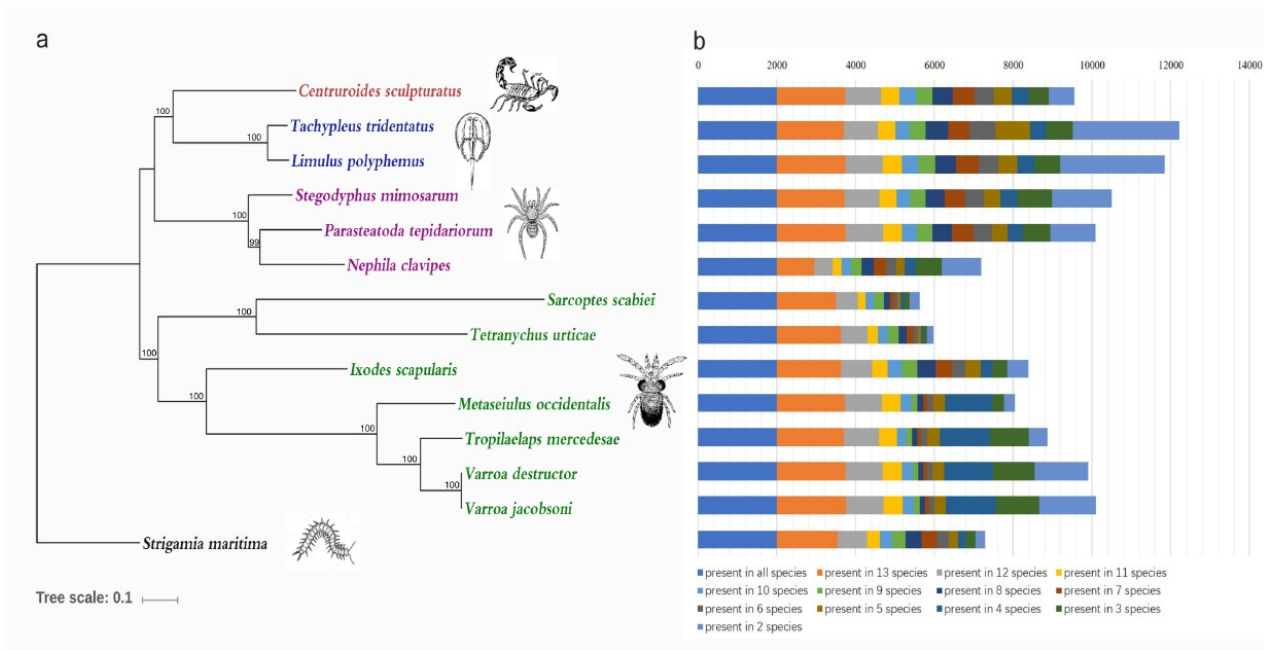 a
b
0 2000 4000 6000 8000 10000 12000 14000
Centruroides sculpturatus
100
Tachypleus tridentatus
100
Limulus polyphemus
Stegodyphus mimosarum
100
Parasteatoda tepidariorum
99
Nephila clavipes
Sarcoptes scabiei
100
Tetranychus urticae
100
Ixodes scapularis
100
Metaseiulus occidentalis
100
Tropilaelaps mercedesae
100
Varroa destructor
100
Varroa jacobsoni
Strigamia maritima
Tree scale: 0.1
present in all species present in 13 species present in 12 species present in 11 species
present in 10 species present in 9 species present in 8 species present in 7 species
present in 6 species present in 5 species present in 4 species present in 3 species
present in 2 species